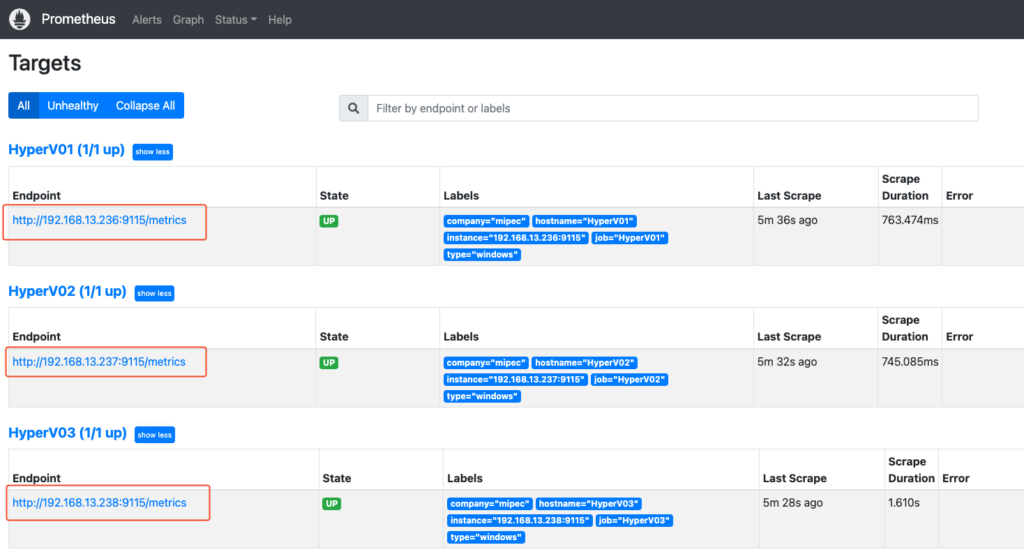 Prometheus Alerts Graph Status Help
Targets
All Unhealthy Collapse All Filter by endpoint or labels
HyperV01 (1/1 up) show less
Endpoint State Labels Last Scrape Scrape Duration Error
http://192.168.13.236:9115/metrics UP company="mipec" hostname="HyperV01" 5m 36s ago 763.474ms
instance="192.168.13.236:9115" job="HyperV01"
type="windows"
HyperV02 (1/1 up) show less
Endpoint State Labels Last Scrape Scrape Duration Error
http://192.168.13.237:9115/metrics UP company="mipec" hostname="HyperV02" 5m 32s ago 745.085ms
instance="192.168.13.237:9115" job="HyperV02"
type="windows"
HyperV03 (1/1 up) show less
Endpoint State Labels Last Scrape Scrape Duration Error
http://192.168.13.238:9115/metrics UP company="mipec" hostname="HyperV03" 5m 28s ago 1.610s
instance="192.168.13.238:9115" job="HyperV03"
type="windows"